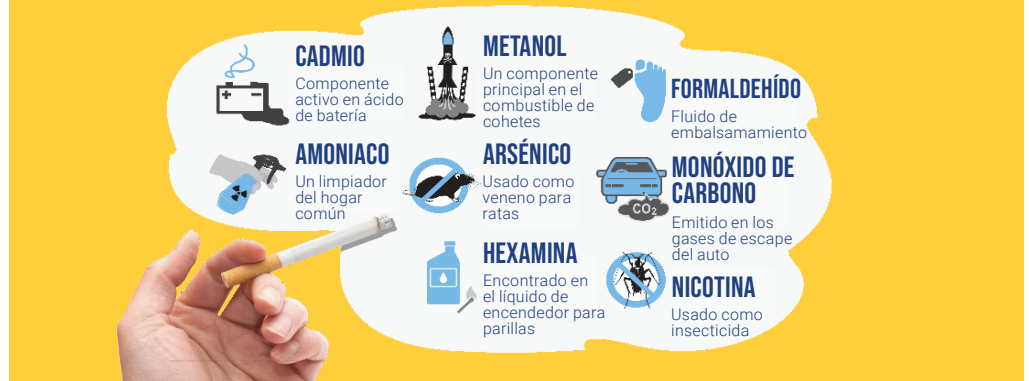 CADMIO
Componente
activo en ácido
de batería
AMONIACO
Un limpiador
del hogar
común
METANOL
Un componente
principal en el
combustible de
cohetes
ARSÉNICO
Usado como
veneno para
ratas
HEXAMINA
Encontrado en
el líquido de
encendedor para
parillas
FORMALDEHÍDO
Fluido de
embalsamamiento
MONÓXIDO DE
CARBONO
CO2
Emitido en los
gases de escape
del auto
NICOTINA
Usado como
insecticida